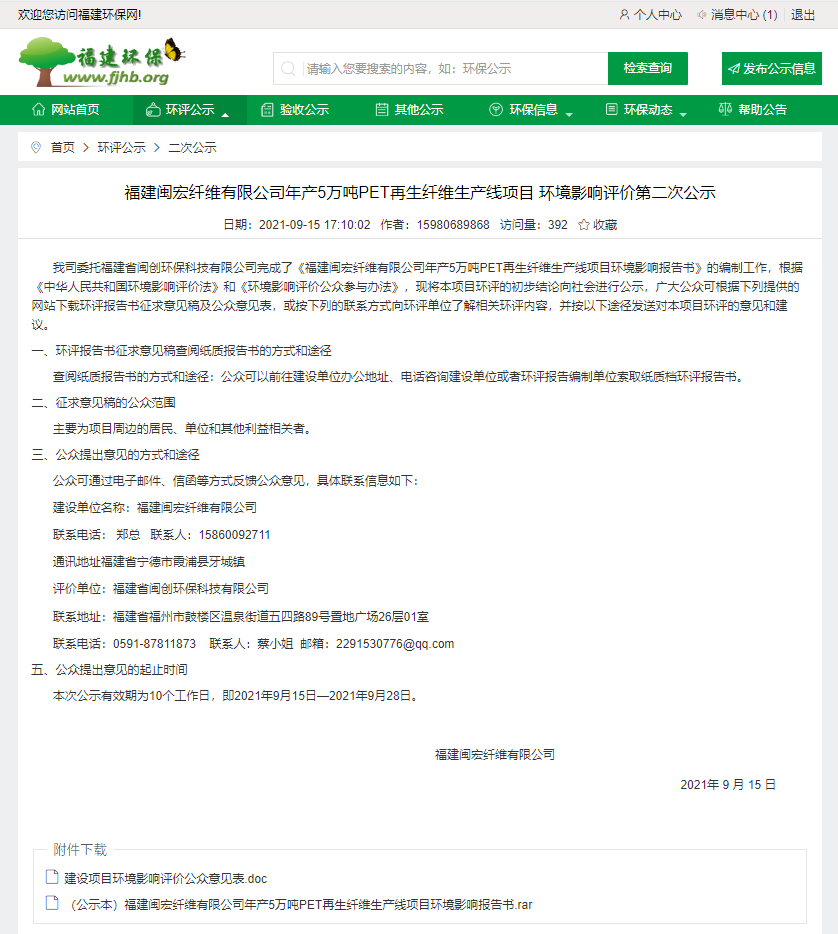 欢迎您访问福建环保网!
个人中心 消息中心 (1) 退出
福建环保
www.fjhb.org
请输入您要搜索的内容，如：环保公示
检索查询
发布公示信息
网站首页 环评公示 验收公示 其他公示 环保信息 环保动态 帮助公告
首页 > 环评公示 > 二次公示
福建闽宏纤维有限公司年产5万吨PET再生纤维生产线项目 环境影响评价第二次公示
日期：2021-09-15 17:10:02 作者：15980689868 访问量：392 收藏
我司委托福建省闽创环保科技有限公司完成了《福建闽宏纤维有限公司年产5万吨PET再生纤维生产线项目环境影响报告书》的编制工作，根据
《中华人民共和国环境影响评价法》和《环境影响评价公众参与办法》，现将本项目环评的初步结论向社会进行公示，广大公众可根据下列提供的
网站下载环评报告书征求意见稿及公众意见表，或按下列的联系方式向环评单位了解相关环评内容，并按以下途径发送对本项目环评的意见和建
议。
一、环评报告书征求意见稿查阅纸质报告书的方式和途径
查阅纸质报告书的方式和途径：公众可以前往建设单位办公地址、电话咨询建设单位或者环评报告编制单位索取纸质档环评报告书。
二、征求意见稿的公众范围
主要为项目周边的居民、单位和其他利益相关者。
三、公众提出意见的方式和途径
公众可通过电子邮件、信函等方式反馈公众意见，具体联系信息如下：
建设单位名称：福建闽宏纤维有限公司
联系电话： 郑总 联系人：15860092711
通讯地址福建省宁德市霞浦县牙城镇
评价单位：福建省闽创环保科技有限公司
联系地址：福建省福州市鼓楼区温泉街道五四路89号置地广场26层01室
联系电话：0591-87811873 联系人：蔡小姐 邮箱：2291530776@qq.com
五、公众提出意见的起止时间
本次公示有效期为10个工作日，即2021年9月15日—2021年9月28日。
福建闽宏纤维有限公司
2021年 9 月 15 日
附件下载
建设项目环境影响评价公众意见表.doc
（公示本）福建闽宏纤维有限公司年产5万吨PET再生纤维生产线项目环境影响报告书.rar